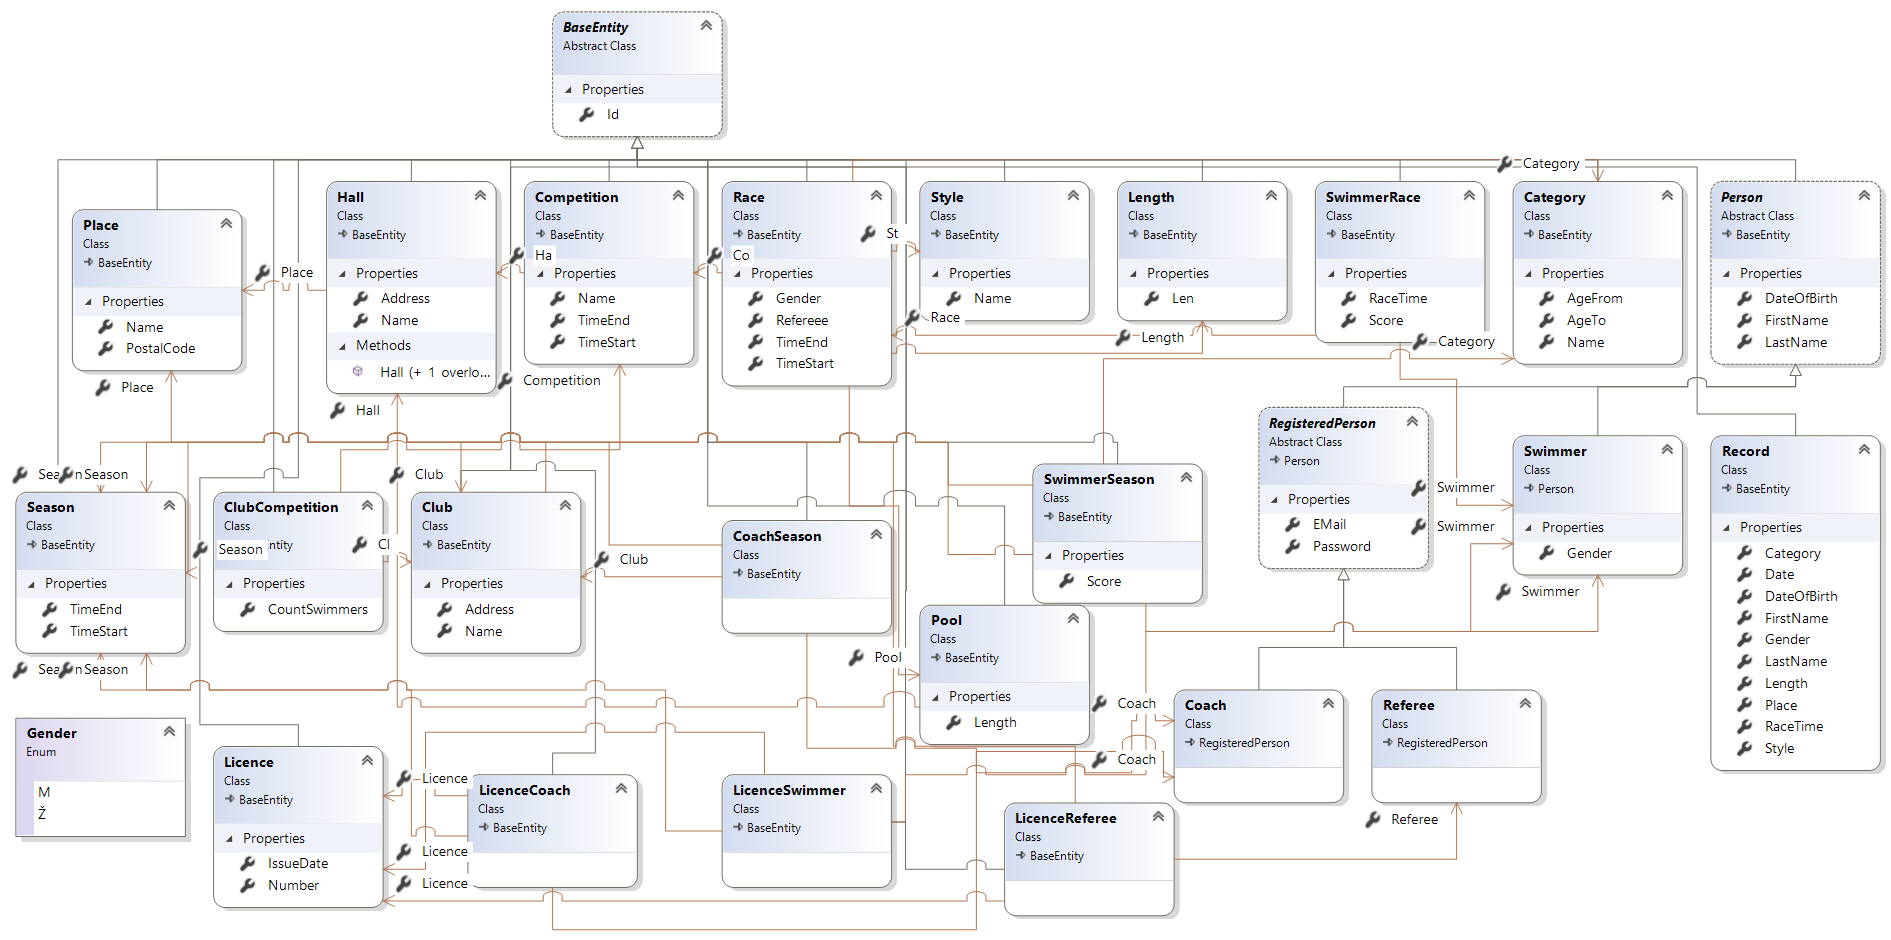 BaseEntity
Abstract Class
Properties
Id
Category
Place
Class
BaseEntity
Properties
Name
PostalCode
Place
Hall
Class
BaseEntity
Properties
Address
Name
Methods
Hall (+ 1 overlo...
Ha
Competition
Class
BaseEntity
Properties
Name
TimeEnd
TimeStart
Co
Race
Class
BaseEntity
Properties
Gender
Refereee
TimeEnd
TimeStart
St
Style
Class
BaseEntity
Properties
Name
Race
Length
Class
BaseEntity
Properties
Len
Length
SwimmerRace
Class
BaseEntity
Properties
RaceTime
Score
Category
Category
Class
BaseEntity
Properties
AgeFrom
AgeTo
Name
Person
Abstract Class
BaseEntity
Properties
DateOfBirth
FirstName
LastName
Place
Hall
Competition
Season
Club
Season
Class
BaseEntity
Properties
TimeEnd
TimeStart
Season
ClubCompetition
Class
ntity
Season
Properties
CountSwimmers
Cl
Club
Class
BaseEntity
Properties
Address
Name
Club
CoachSeason
Class
BaseEntity
SwimmerSeason
Class
BaseEntity
Properties
Score
RegisteredPerson
Abstract Class
Person
Properties
EMail
Password
Swimmer
Swimmer
Swimmer
Swimmer
Class
Person
Properties
Gender
Record
Class
BaseEntity
Properties
Category
Date
DateOfBirth
FirstName
Gender
LastName
Length
Place
RaceTime
Style
Pool
Pool
Class
BaseEntity
Properties
Length
Coach
Coach
Coach
Class
RegisteredPerson
Referee
Class
RegisteredPerson
Referee
Gender
Enum
M
Ž
Licence
Class
BaseEntity
Properties
IssueDate
Number
Licence
Licence
Licence
LicenceCoach
Class
BaseEntity
LicenceSwimmer
Class
BaseEntity
LicenceReferee
Class
BaseEntity